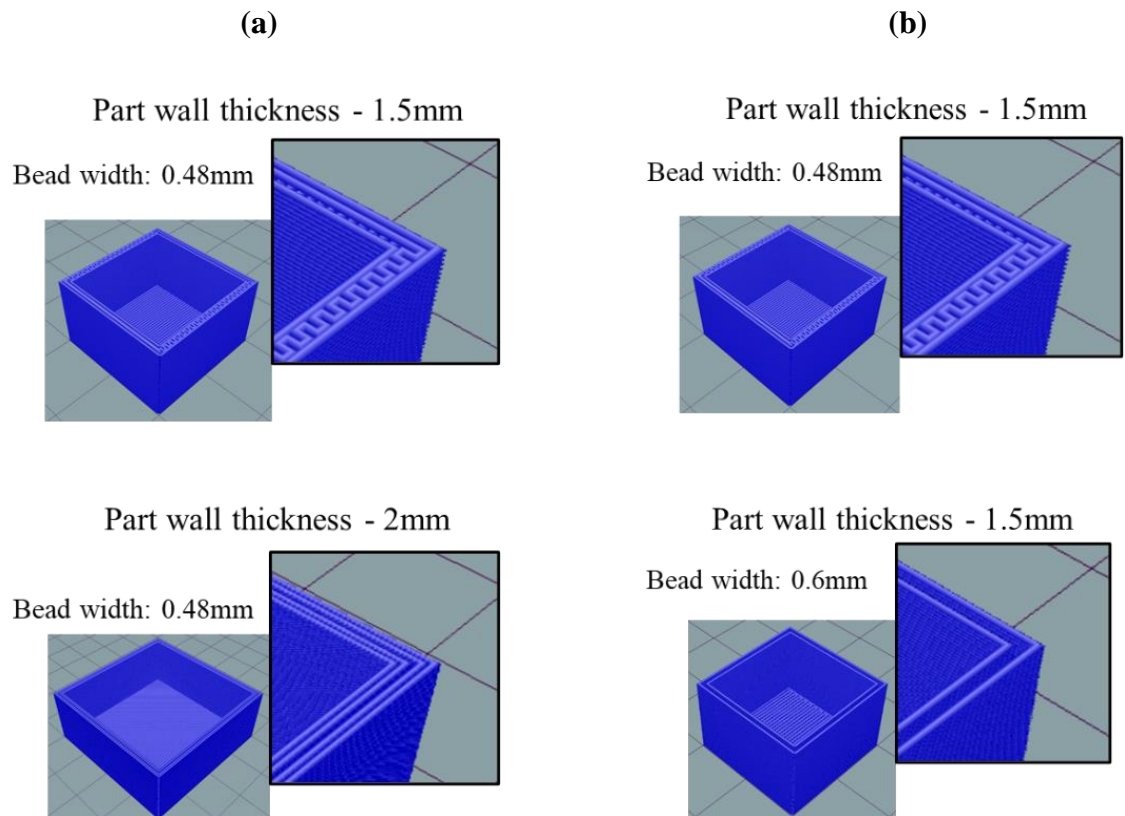 (a)
(b)
Part wall thickness - 1.5mm
Bead width: 0.48mm
Part wall thickness - 1.5mm
Bead width: 0.48mm
Part wall thickness - 2mm
Bead width: 0.48mm
Part wall thickness - 1.5mm
Bead width: 0.6mm